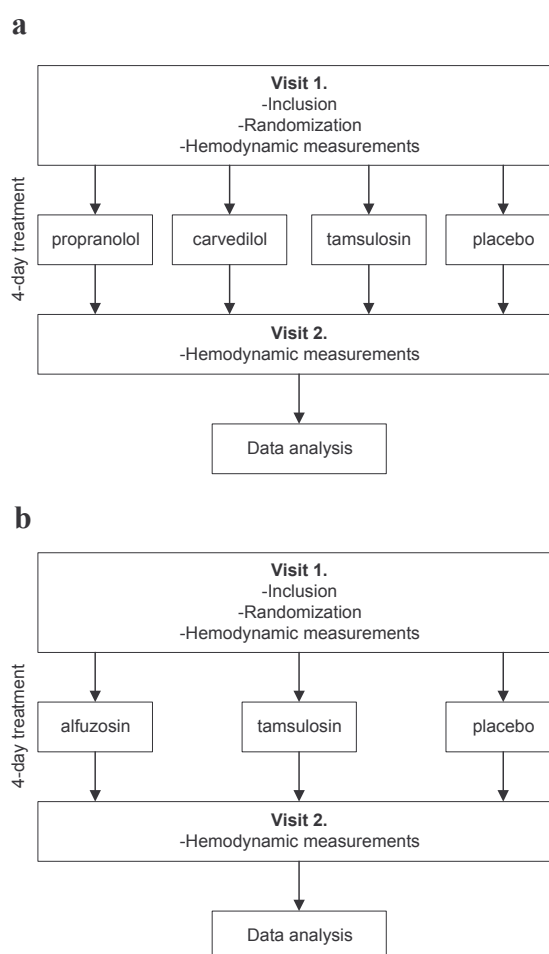 a
Visit 1.
-Inclusion
-Randomization
-Hemodynamic measurements
4-day treatment
propranolol carvedilol tamsulosin placebo
Visit 2.
-Hemodynamic measurements
Data analysis
b
Visit 1.
-Inclusion
-Randomization
-Hemodynamic measurements
4-day treatment
alfuzosin tamsulosin placebo
Visit 2.
-Hemodynamic measurements
Data analysis